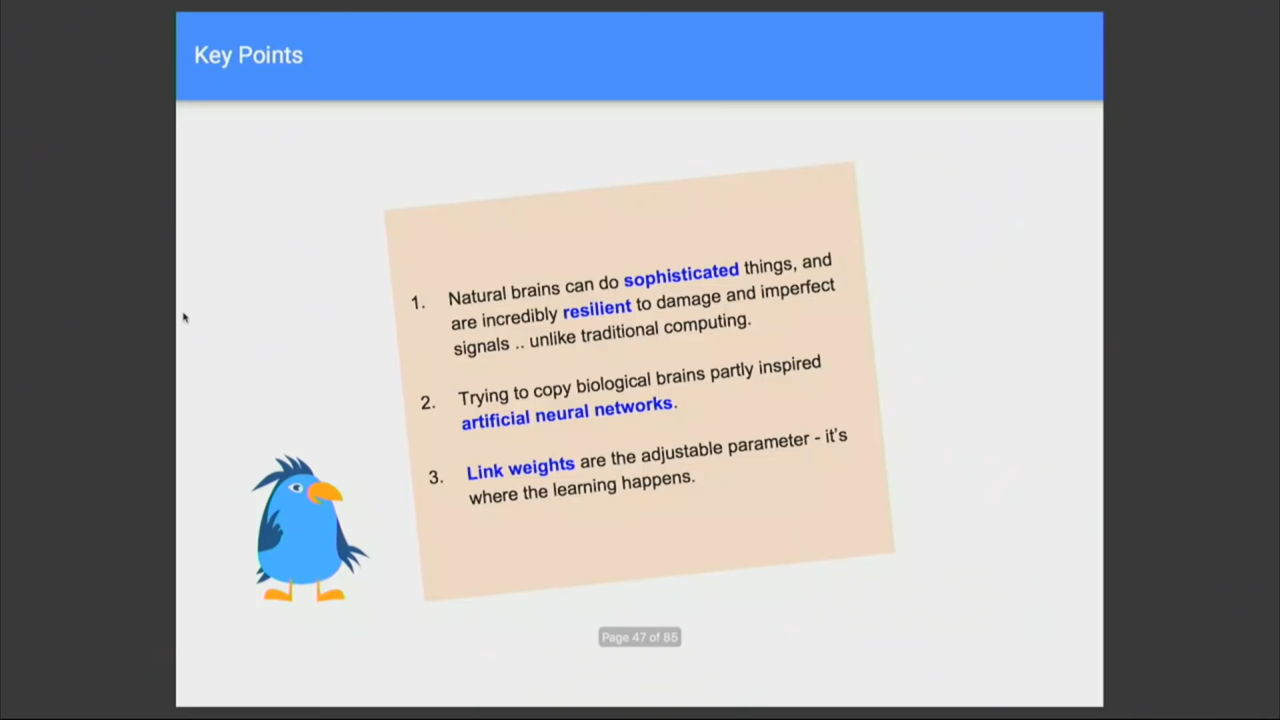 Key Points
1. Natural brains can do sophisticated things, and
are incredibly resilient to damage and imperfect
signals .. unlike traditional computing.
2. Trying to copy biological brains partly inspired
artificial neural networks.
3. Link weights are the adjustable parameter - it's
where the learning happens.
Page 47 of 85